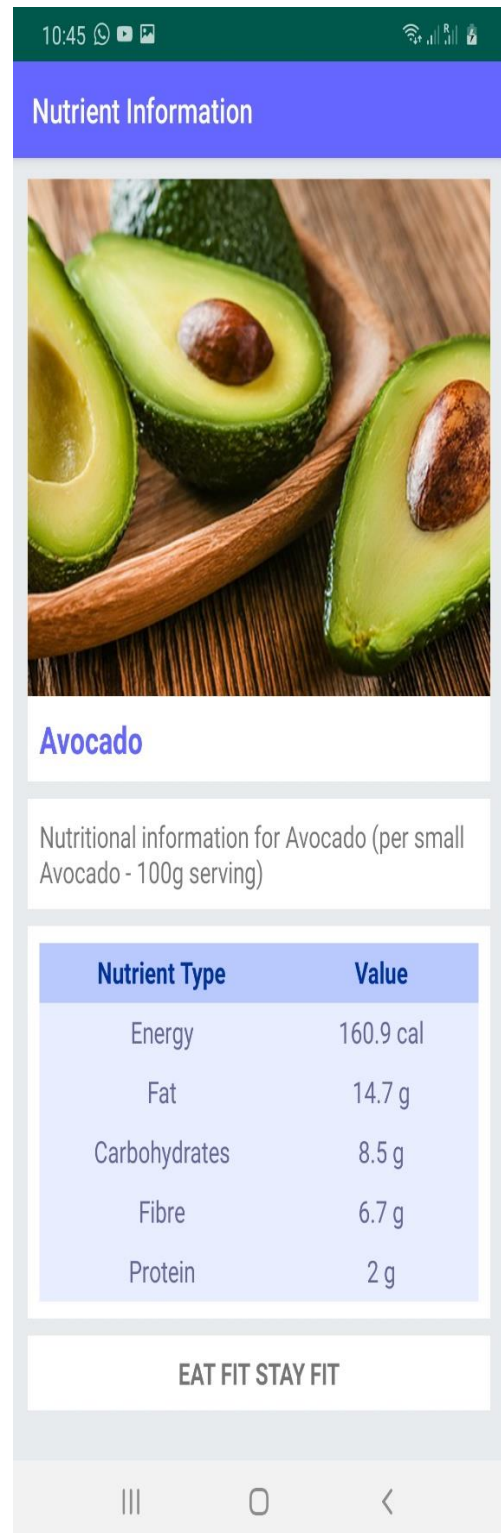 10:45
R
Nutrient Information
Avocado
Nutritional information for Avocado (per small
Avocado - 100g serving)
Nutrient Type Value
Energy 160.9 cal
Fat 14.7 g
Carbohydrates 8.5 g
Fibre 6.7 g
Protein 2 g
EAT FIT STAY FIT